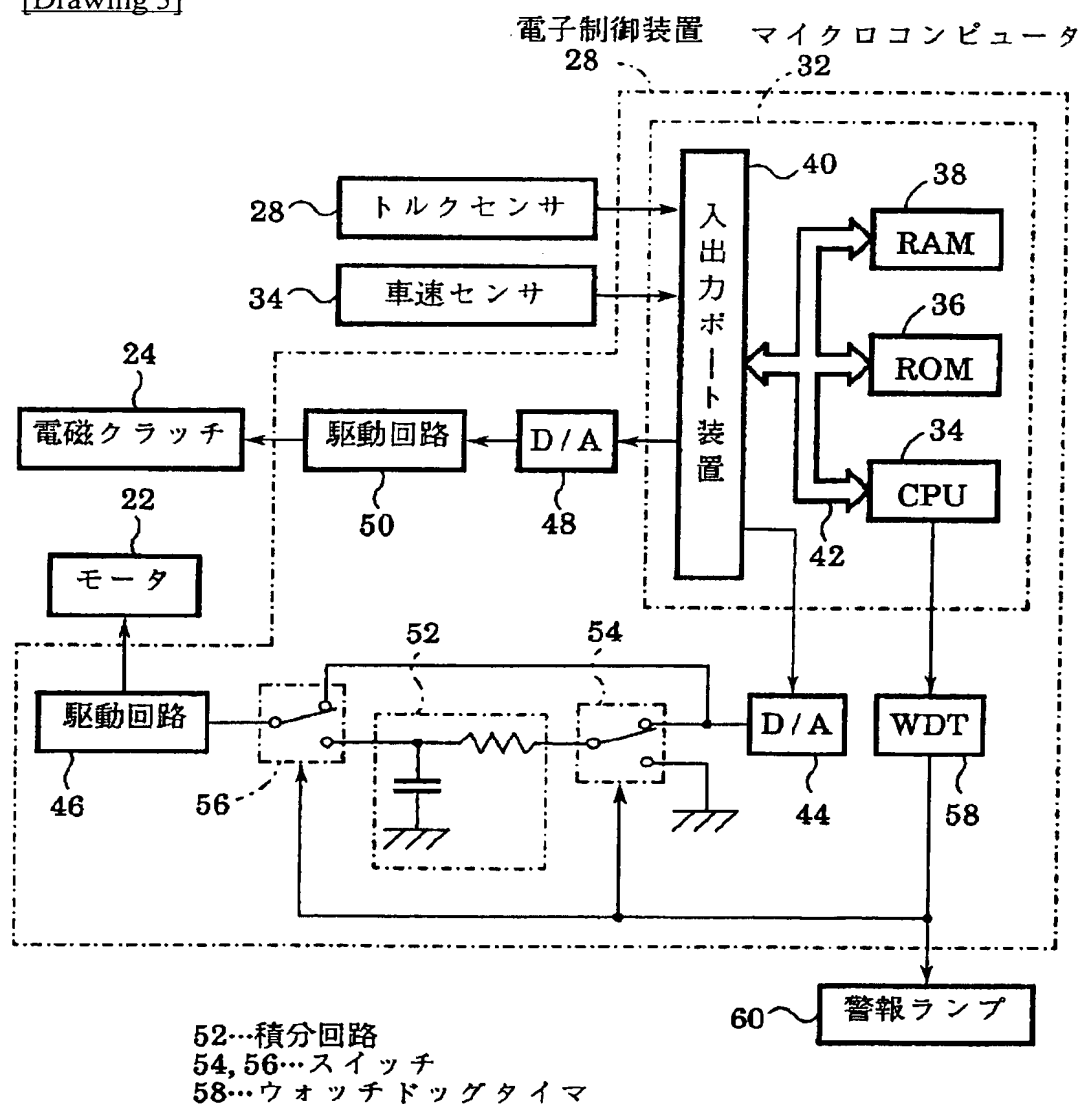 [Drawing 3]
電子制御装置 マイクロコンピュータ
28 32
40
38
28 トルクセンサ
RAM
34 車速センサ
36
入出力ポート装置
ROM
24
電磁クラッチ 駆動回路 D/A
34
CPU
50 48
42
22
モータ
52 54
駆動回路
D/A WDT
46 56 44 58
60 警報ランプ
52…積分回路
54,56…スイッチ
58…ウォッチドッグタイマ